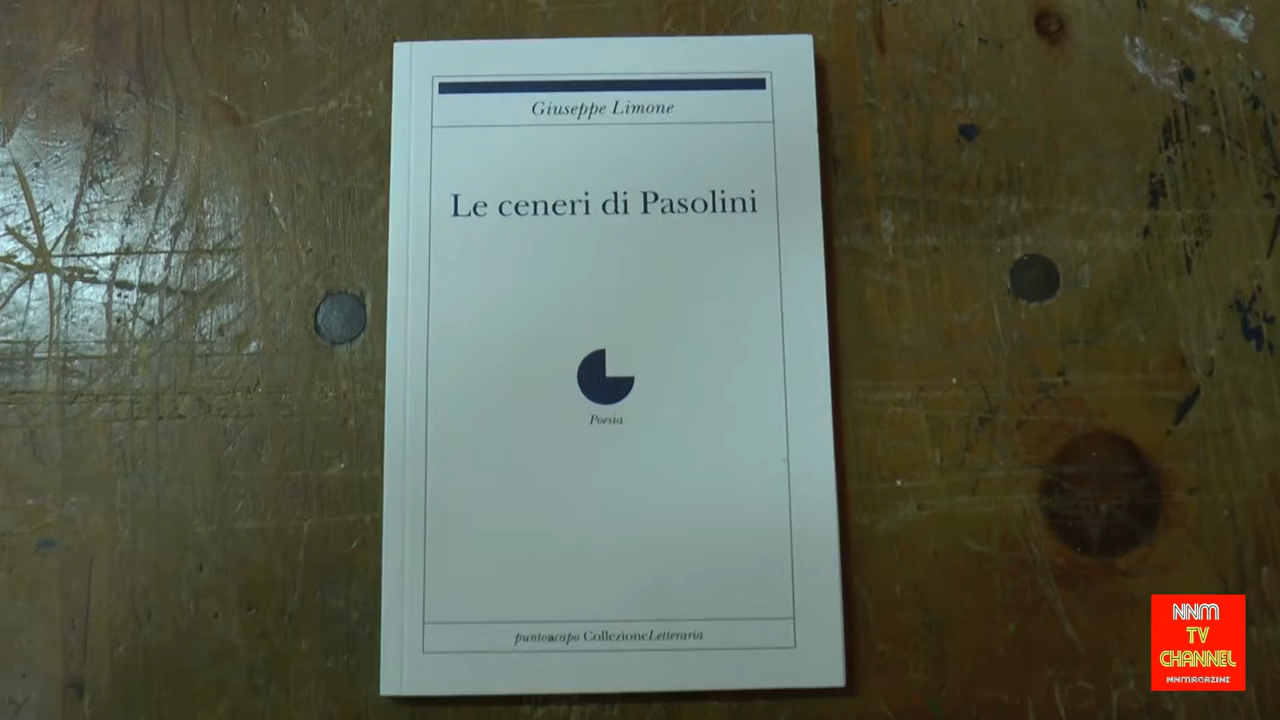 Giuseppe Limone
Le ceneri di Pasolini
Poesia
puntoacapo CollezioneLetteraria
NNM
TV
CHANNEL
NNMAGAZINE